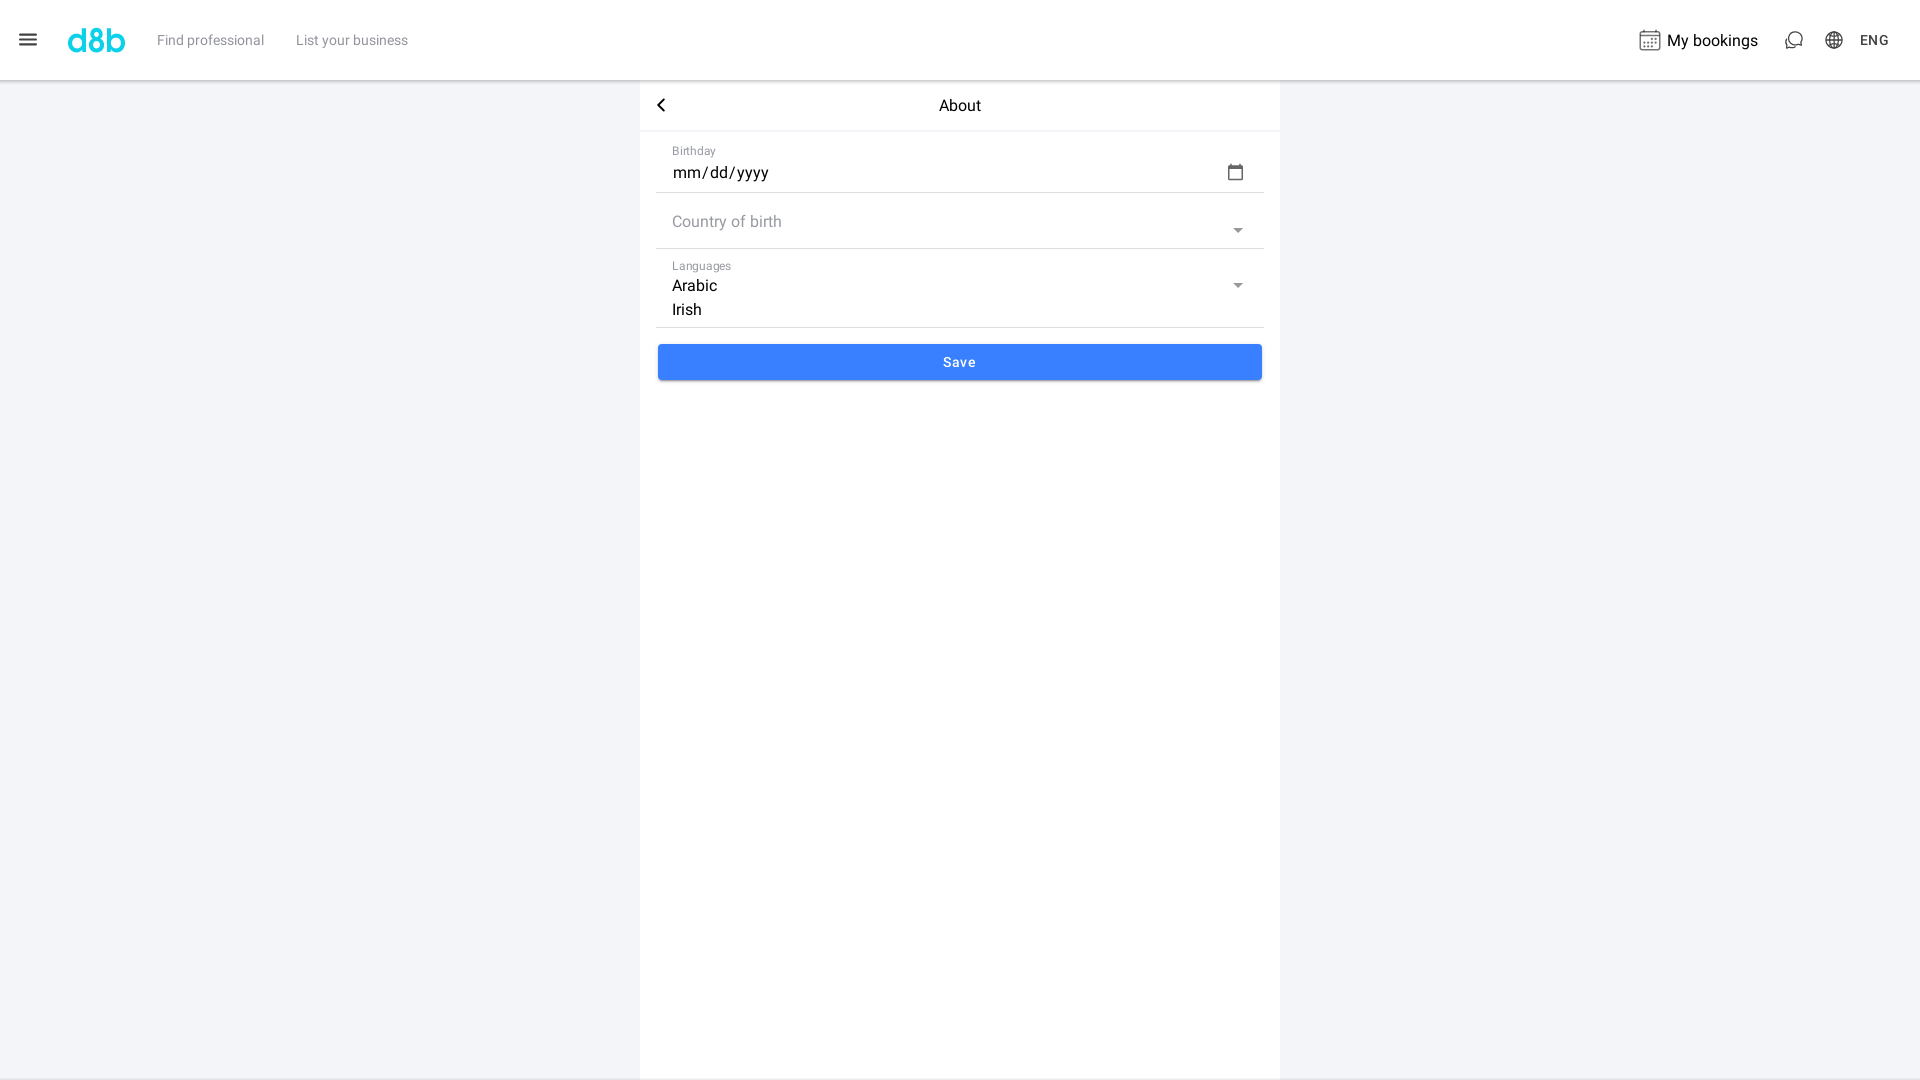 d8b
Find professional
List your business
My bookings
ENG
About
Birthday
mm/dd/yyyy
Country of birth
Languages
Arabic
Irish
Save